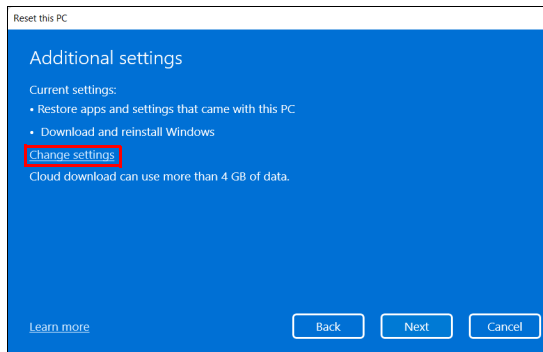 Reset this PC
Additional settings
Current settings:
• Restore apps and settings that came with this PC
• Download and reinstall Windows
Change settings
Cloud download can use more than 4 GB of data.
Learn more
Back
Next
Cancel